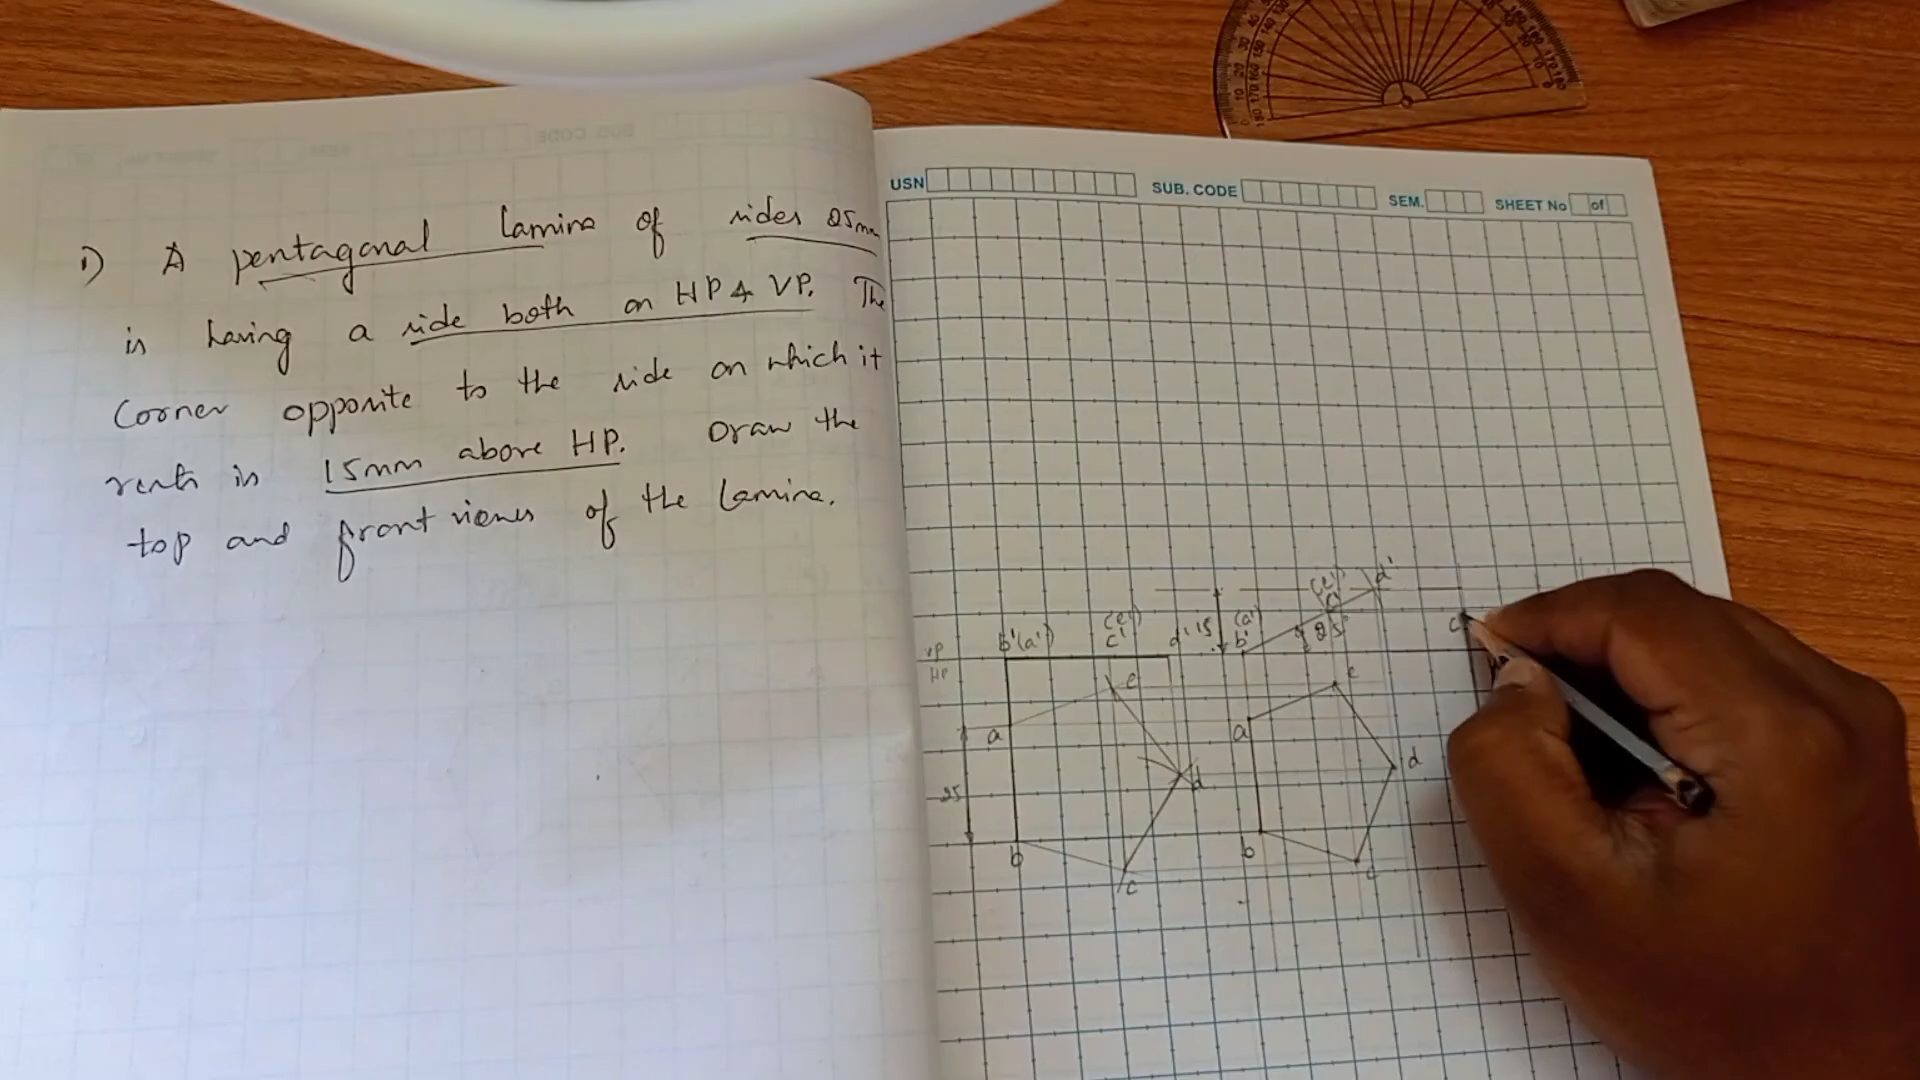 1) A pentagonal lamina of sides 25mm
is having a side both on HP & VP. The
Corner opposite to the side on which it
rests is 15mm above HP. Draw the
top and front views of the lamina.
USN SUB. CODE SEM. SHEET No of
(e') d'
c'
b'(a') (e') c' d' 15 (a') b' 25° c'
VP
HP
e e
a a
d d
25
b b
c c